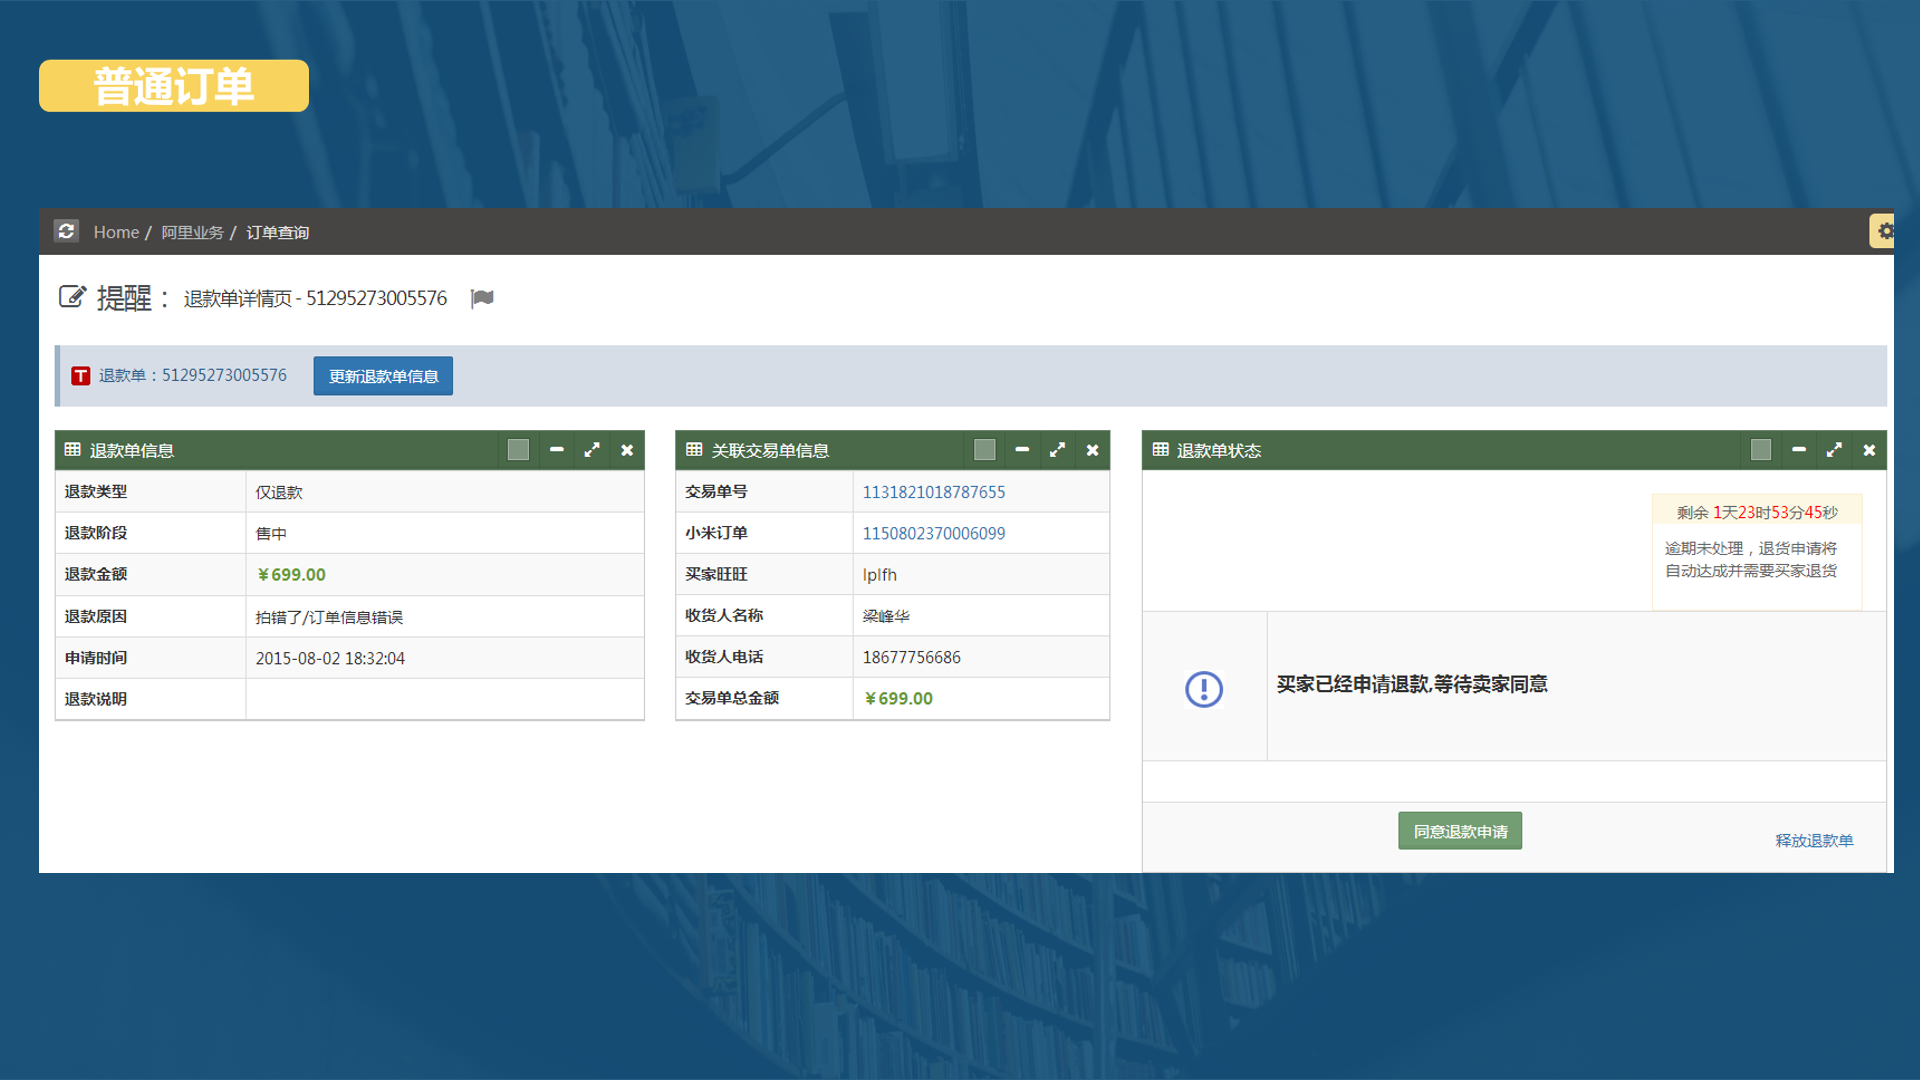 普通订单
Home / 阿里业务 / 订单查询
提醒： 退款单详情页 - 51295273005576
T 退款单：51295273005576 更新退款单信息
退款单信息
退款类型 仅退款
退款阶段 售中
退款金额 ￥699.00
退款原因 拍错了/订单信息错误
申请时间 2015-08-02 18:32:04
退款说明
关联交易单信息
交易单号 1131821018787655
小米订单 1150802370006099
买家旺旺 lplfh
收货人名称 梁峰华
收货人电话 18677756686
交易单总金额 ￥699.00
退款单状态
剩余 1天23时53分45秒
逾期未处理，退货申请将
自动达成并需要买家退货
买家已经申请退款,等待卖家同意
同意退款申请
释放退款单